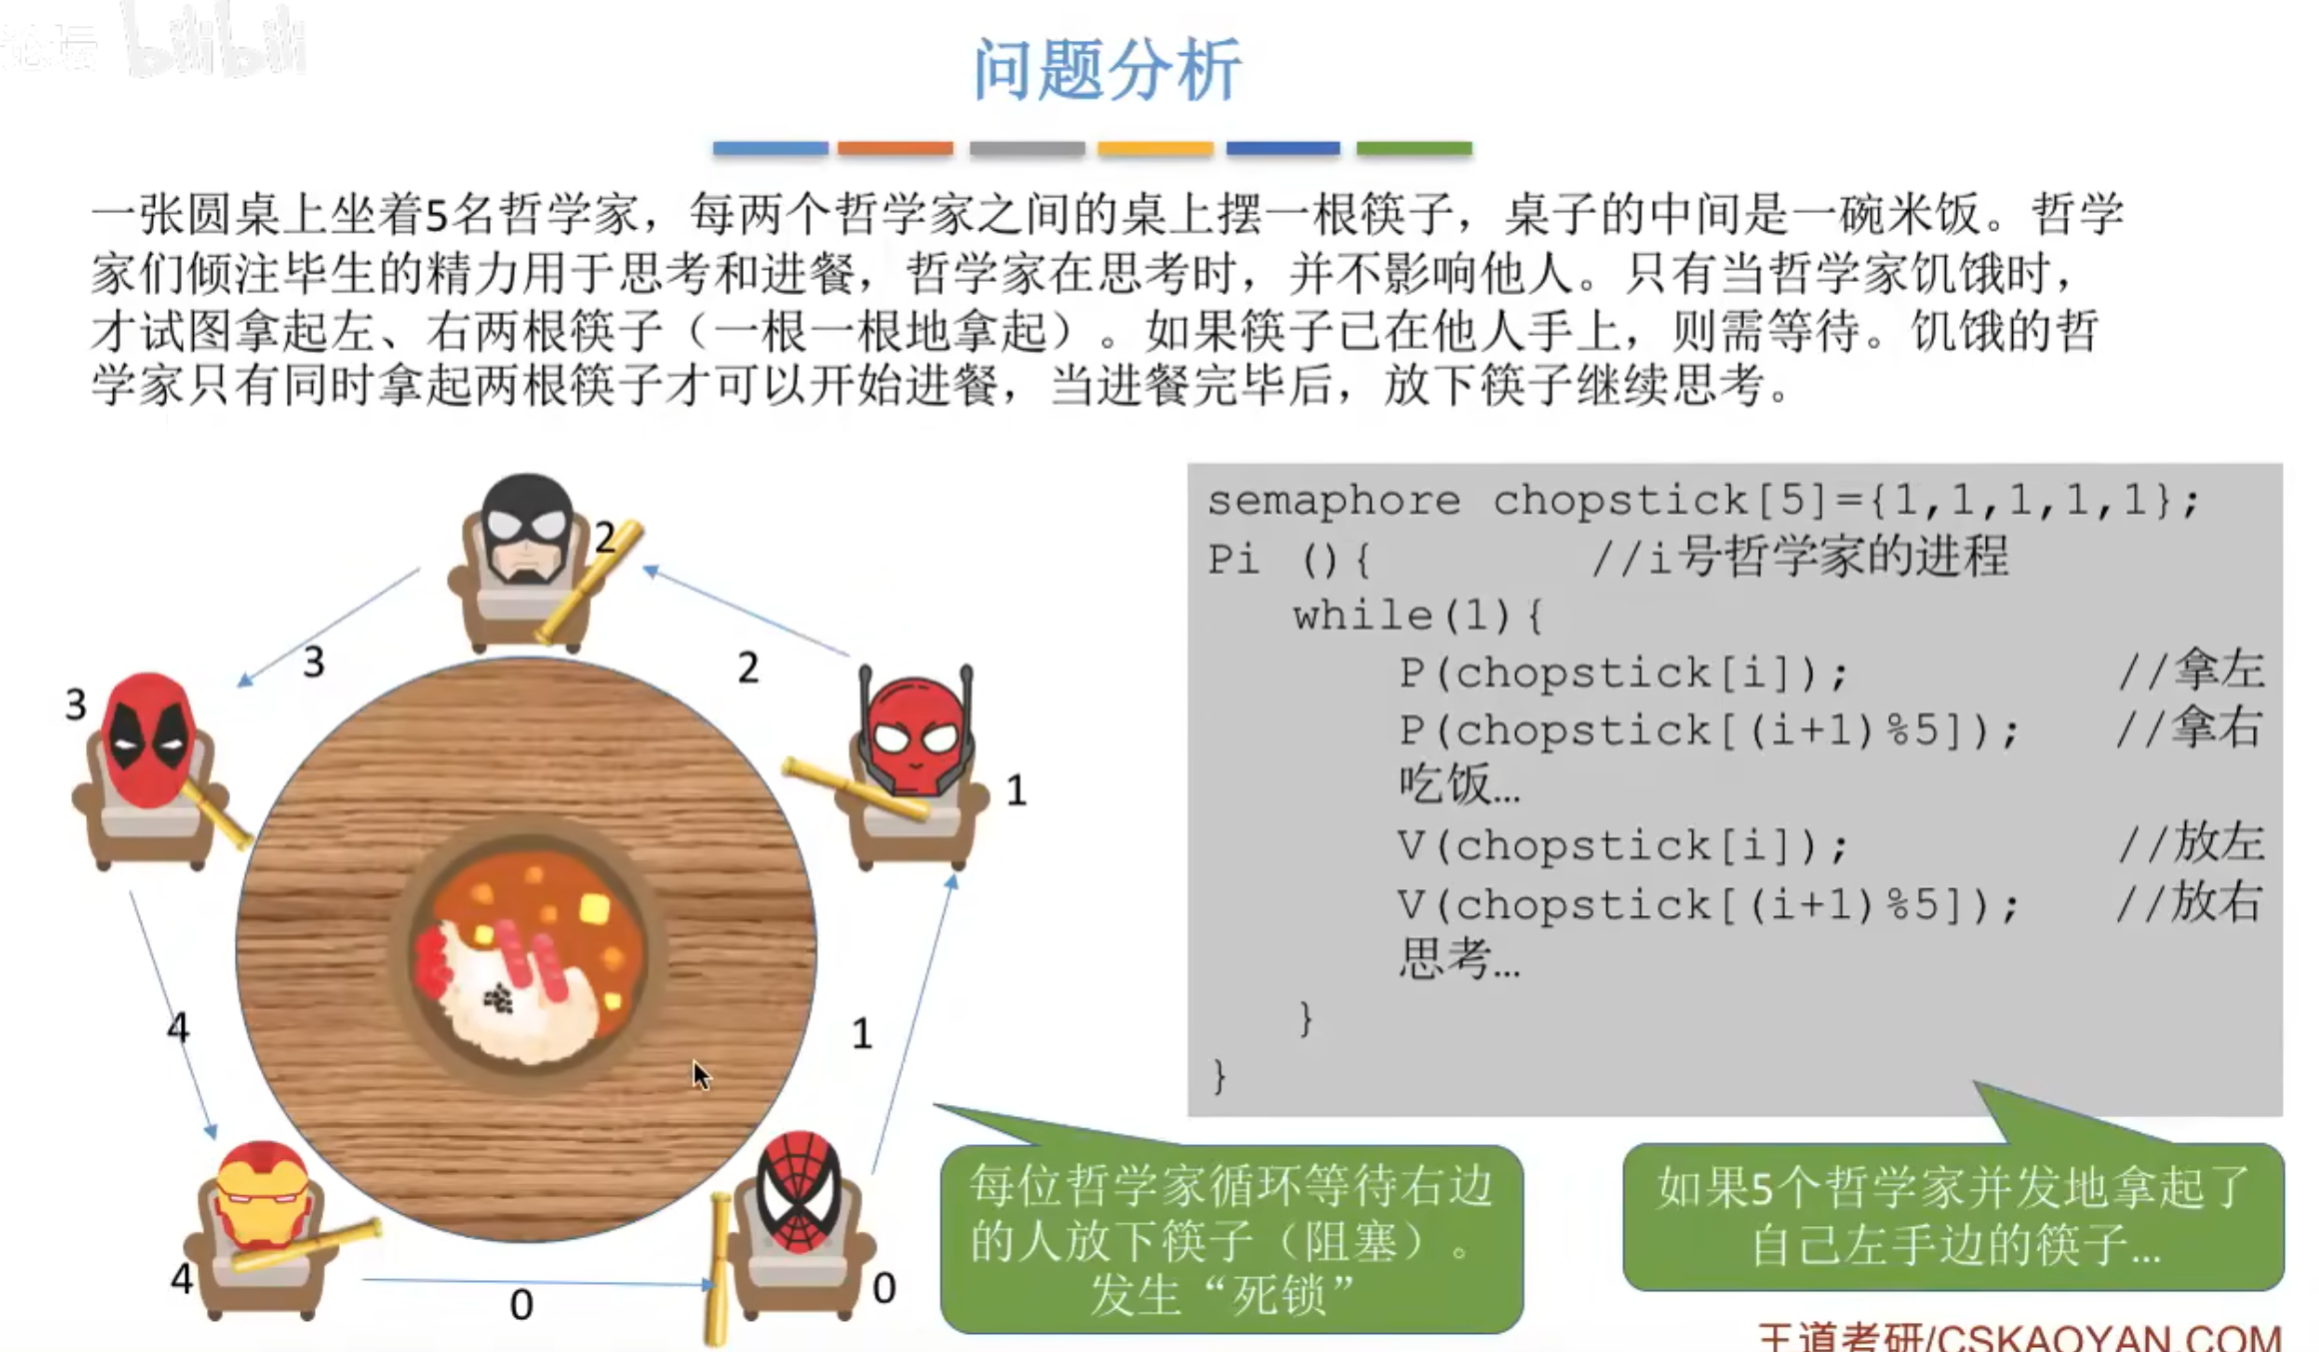 论坛 bilibili
问题分析
一张圆桌上坐着5名哲学家，每两个哲学家之间的桌上摆一根筷子，桌子的中间是一碗米饭。哲学
家们倾注毕生的精力用于思考和进餐，哲学家在思考时，并不影响他人。只有当哲学家饥饿时，
才试图拿起左、右两根筷子（一根一根地拿起）。如果筷子已在他人手上，则需等待。饥饿的哲
学家只有同时拿起两根筷子才可以开始进餐，当进餐完毕后，放下筷子继续思考。
2
3
2
3
1
4
1
4
0
0
semaphore chopstick[5]={1,1,1,1,1};
Pi (){ //i号哲学家的进程
while(1){
P(chopstick[i]); //拿左
P(chopstick[(i+1)%5]); //拿右
吃饭…
V(chopstick[i]); //放左
V(chopstick[(i+1)%5]); //放右
思考…
}
}
每位哲学家循环等待右边
的人放下筷子（阻塞）。
发生“死锁”
如果5个哲学家并发地拿起了
自己左手边的筷子…
王道考研/CSKAOYAN.COM